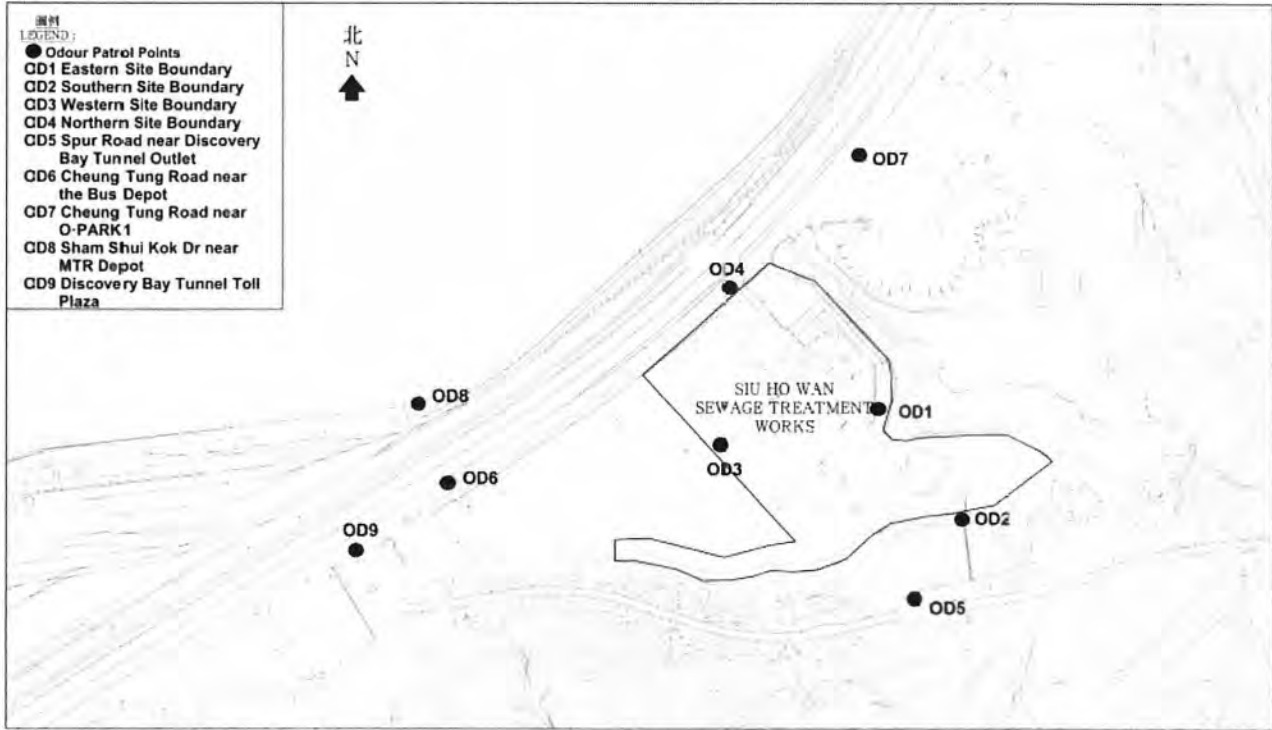 圖例
LEGEND:
Odour Patrol Points
OD1 Eastern Site Boundary
OD2 Southern Site Boundary
OD3 Western Site Boundary
OD4 Northern Site Boundary
OD5 Spur Road near Discovery
Bay Tunnel Outlet
OD6 Cheung Tung Road near
the Bus Depot
OD7 Cheung Tung Road near
O-PARK1
OD8 Sham Shui Kok Dr near
MTR Depot
OD9 Discovery Bay Tunnel Toll
Plaza
北
N
OD7
OD4
SIU HO WAN
SEWAGE TREATMENT
WORKS
OD1
OD8
OD3
OD6
OD2
OD9
OD5